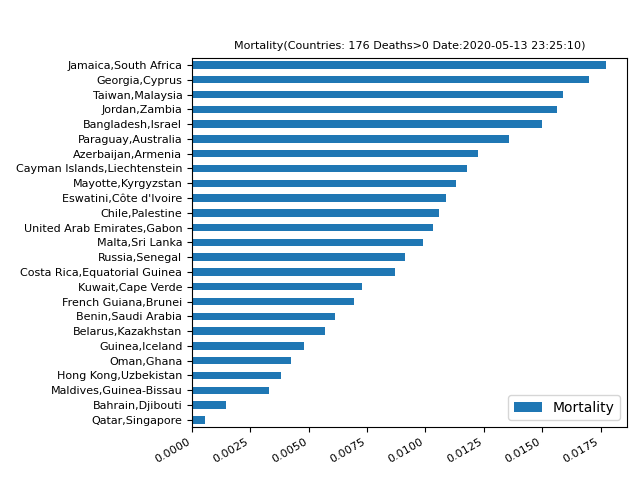 Mortality(Countries: 176 Deaths>0 Date:2020-05-13 23:25:10)
Jamaica,South Africa
Georgia,Cyprus
Taiwan,Malaysia
Jordan,Zambia
Bangladesh,Israel
Paraguay,Australia
Azerbaijan,Armenia
Cayman Islands,Liechtenstein
Mayotte,Kyrgyzstan
Eswatini,Côte d'Ivoire
Chile,Palestine
United Arab Emirates,Gabon
Malta,Sri Lanka
Russia,Senegal
Costa Rica,Equatorial Guinea
Kuwait,Cape Verde
French Guiana,Brunei
Benin,Saudi Arabia
Belarus,Kazakhstan
Guinea,Iceland
Oman,Ghana
Hong Kong,Uzbekistan
Maldives,Guinea-Bissau
Bahrain,Djibouti
Qatar,Singapore
Mortality
0.0000 0.0025 0.0050 0.0075 0.0100 0.0125 0.0150 0.0175